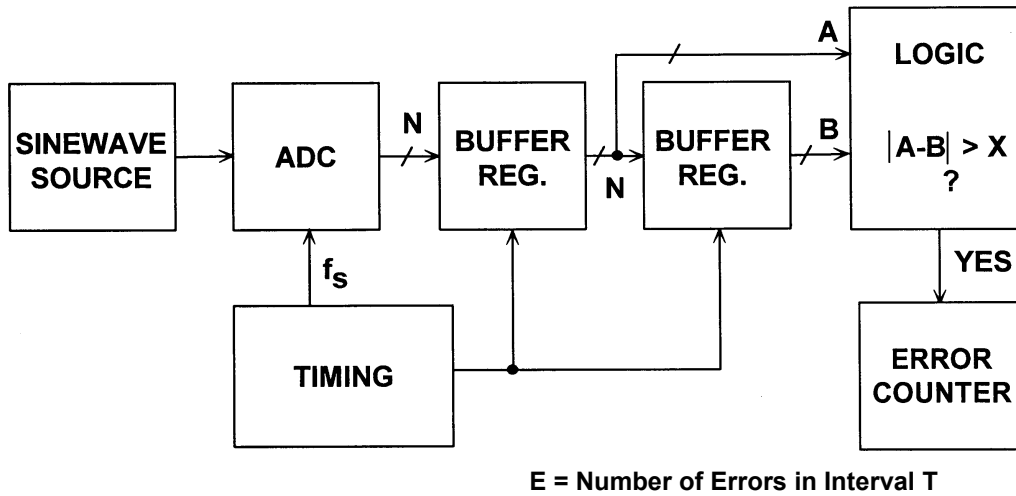 SINEWAVE
SOURCE
ADC
N
BUFFER
REG.
N
BUFFER
REG.
A
B
LOGIC
|A-B| > X
?
YES
fs
TIMING
ERROR
COUNTER
E = Number of Errors in Interval T